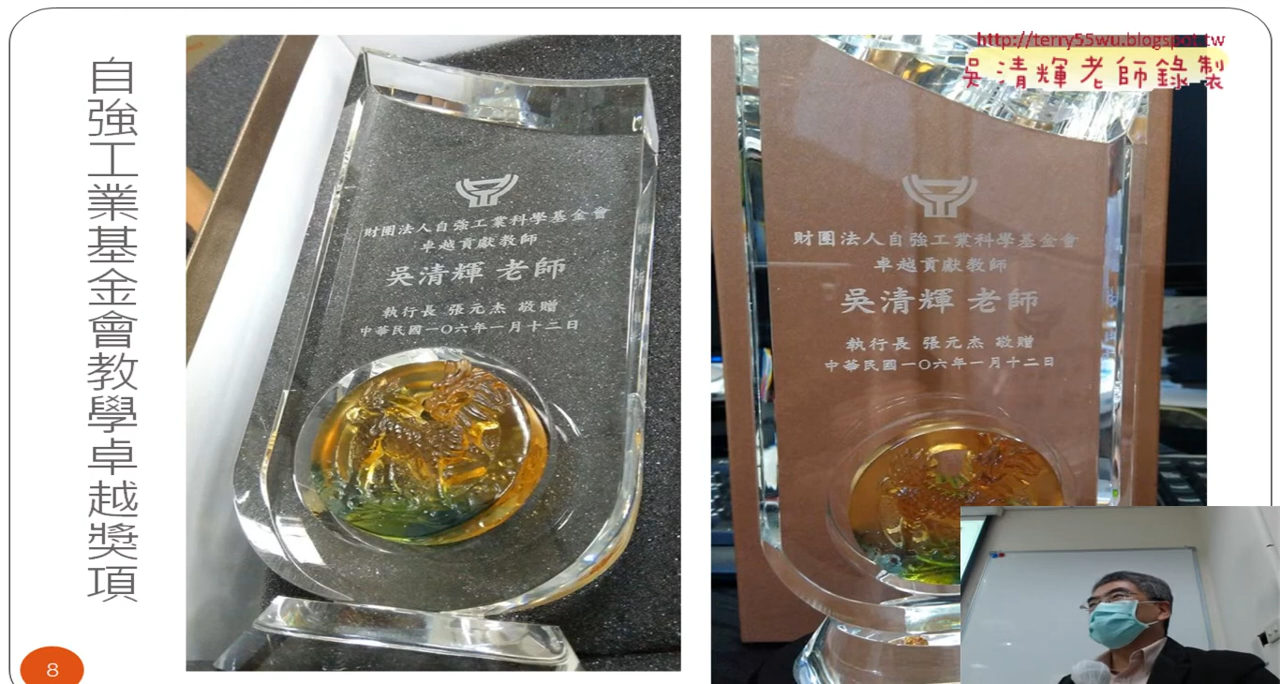 自強工業基金會教學卓越獎項
財團法人自強工業科學基金會
卓越貢獻教師
吳清輝 老師
執行長 張元杰 敬贈
中華民國一〇六年一月十二日
http://terry55wu.blogspot.tw
吳清輝老師錄製
財團法人自強工業科學基金會
卓越貢獻教師
吳清輝 老師
執行長 張元杰 敬贈
中華民國一〇六年一月十二日
8